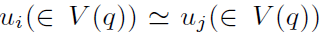 u_i(∈ V(q)) ≃ u_j(∈ V(q))